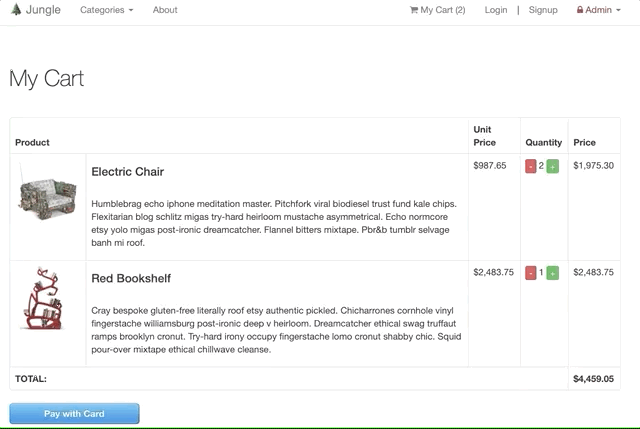 Jungle Categories About My Cart (2) Login | Signup Admin
My Cart
Product Unit Price Quantity Price
Electric Chair $987.65 - 2 + $1,975.30
Humblebrag echo iphone meditation master. Pitchfork viral biodiesel trust fund kale chips.
Flexitarian blog schlitz migas try-hard heirloom mustache asymmetrical. Echo normcore
etsy yolo migas post-ironic dreamcatcher. Flannel bitters mixtape. Pbr&b tumblr selvage
banh mi roof.
Red Bookshelf $2,483.75 - 1 + $2,483.75
Cray bespoke gluten-free literally roof etsy authentic pickled. Chicharrones cornhole vinyl
fingerstache williamsburg post-ironic deep v heirloom. Dreamcatcher ethical swag truffaut
ramps brooklyn cronut. Try-hard irony occupy fingerstache lomo cronut shabby chic. Squid
pour-over mixtape ethical chillwave cleanse.
TOTAL: $4,459.05
Pay with Card